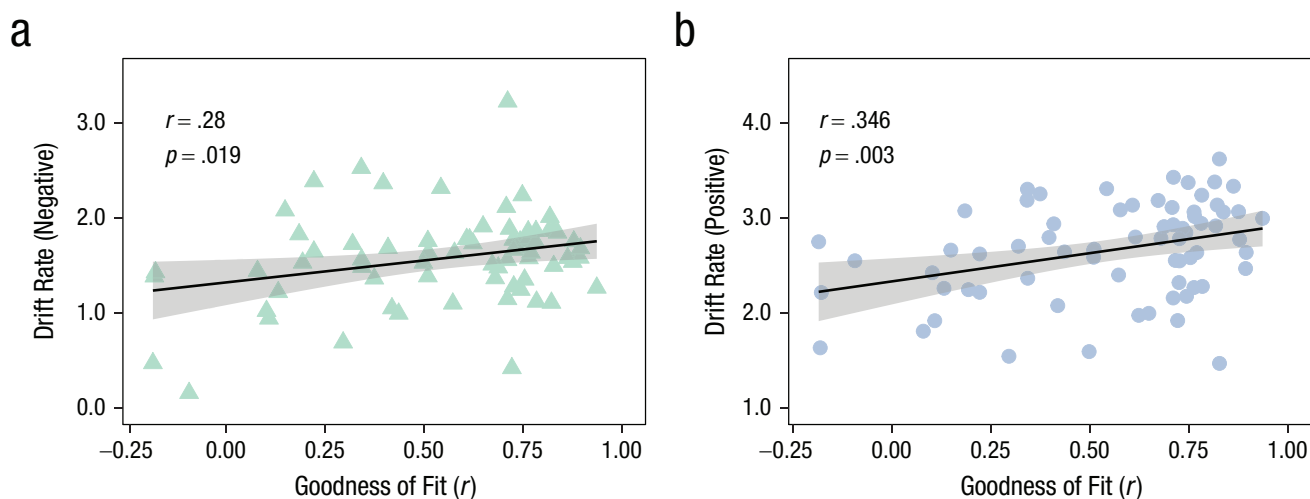 a
r = .28
p = .019
Drift Rate (Negative)
3.0
2.0
1.0
0.0
−0.25
0.00
0.25
0.50
0.75
1.00
Goodness of Fit (r)
b
r = .346
p = .003
Drift Rate (Positive)
4.0
3.0
2.0
1.0
−0.25
0.00
0.25
0.50
0.75
1.00
Goodness of Fit (r)